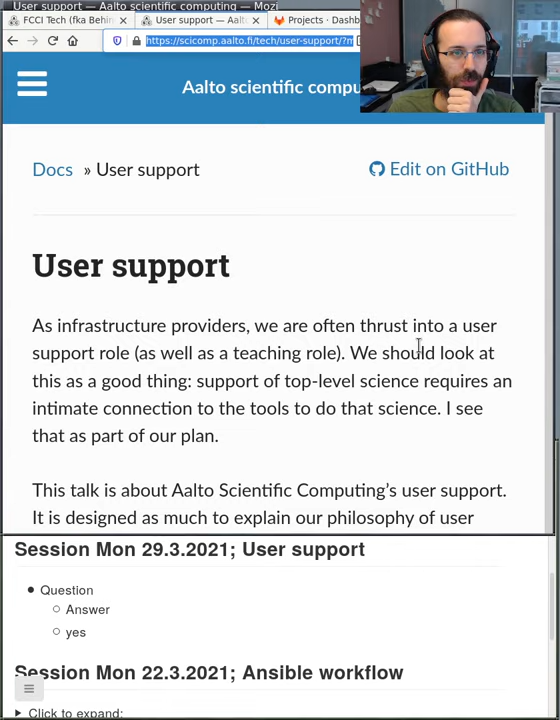 User support — Aalto scientific computing — Mozi
FCCI Tech (fka Behin
User support — Aalto
Projects · Dashb
https://scicomp.aalto.fi/tech/user-support/?n
Aalto scientific compu
Docs » User support
Edit on GitHub
User support
As infrastructure providers, we are often thrust into a user
support role (as well as a teaching role). We should look at
this as a good thing: support of top-level science requires an
intimate connection to the tools to do that science. I see
that as part of our plan.
This talk is about Aalto Scientific Computing’s user support.
It is designed as much to explain our philosophy of user
Session Mon 29.3.2021; User support
Question
Answer
yes
Session Mon 22.3.2021; Ansible workflow
Click to expand: